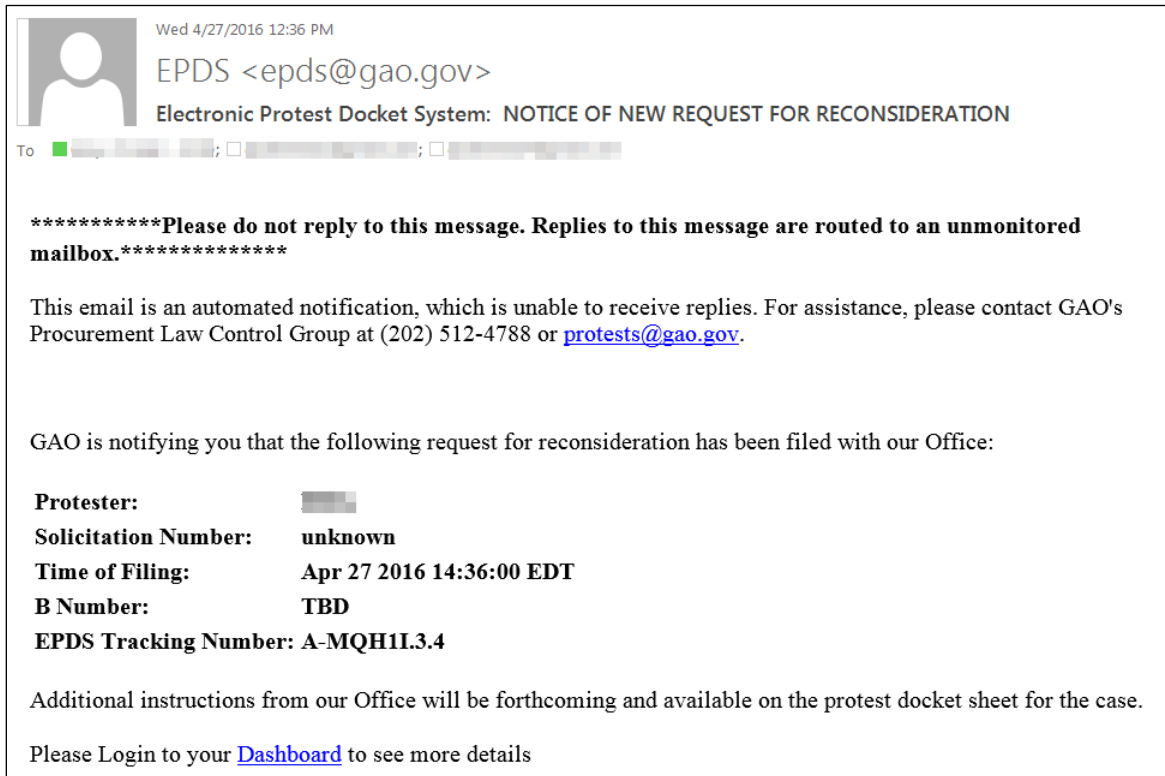 Wed 4/27/2016 12:36 PM
EPDS <epds@gao.gov>
Electronic Protest Docket System:  NOTICE OF NEW REQUEST FOR RECONSIDERATION
To ; ;
***********Please do not reply to this message. Replies to this message are routed to an unmonitored
mailbox.**************
This email is an automated notification, which is unable to receive replies. For assistance, please contact GAO's
Procurement Law Control Group at (202) 512-4788 or protests@gao.gov.
GAO is notifying you that the following request for reconsideration has been filed with our Office:
Protester:
Solicitation Number: unknown
Time of Filing: Apr 27 2016 14:36:00 EDT
B Number: TBD
EPDS Tracking Number: A-MQH1I.3.4
Additional instructions from our Office will be forthcoming and available on the protest docket sheet for the case.
Please Login to your Dashboard to see more details